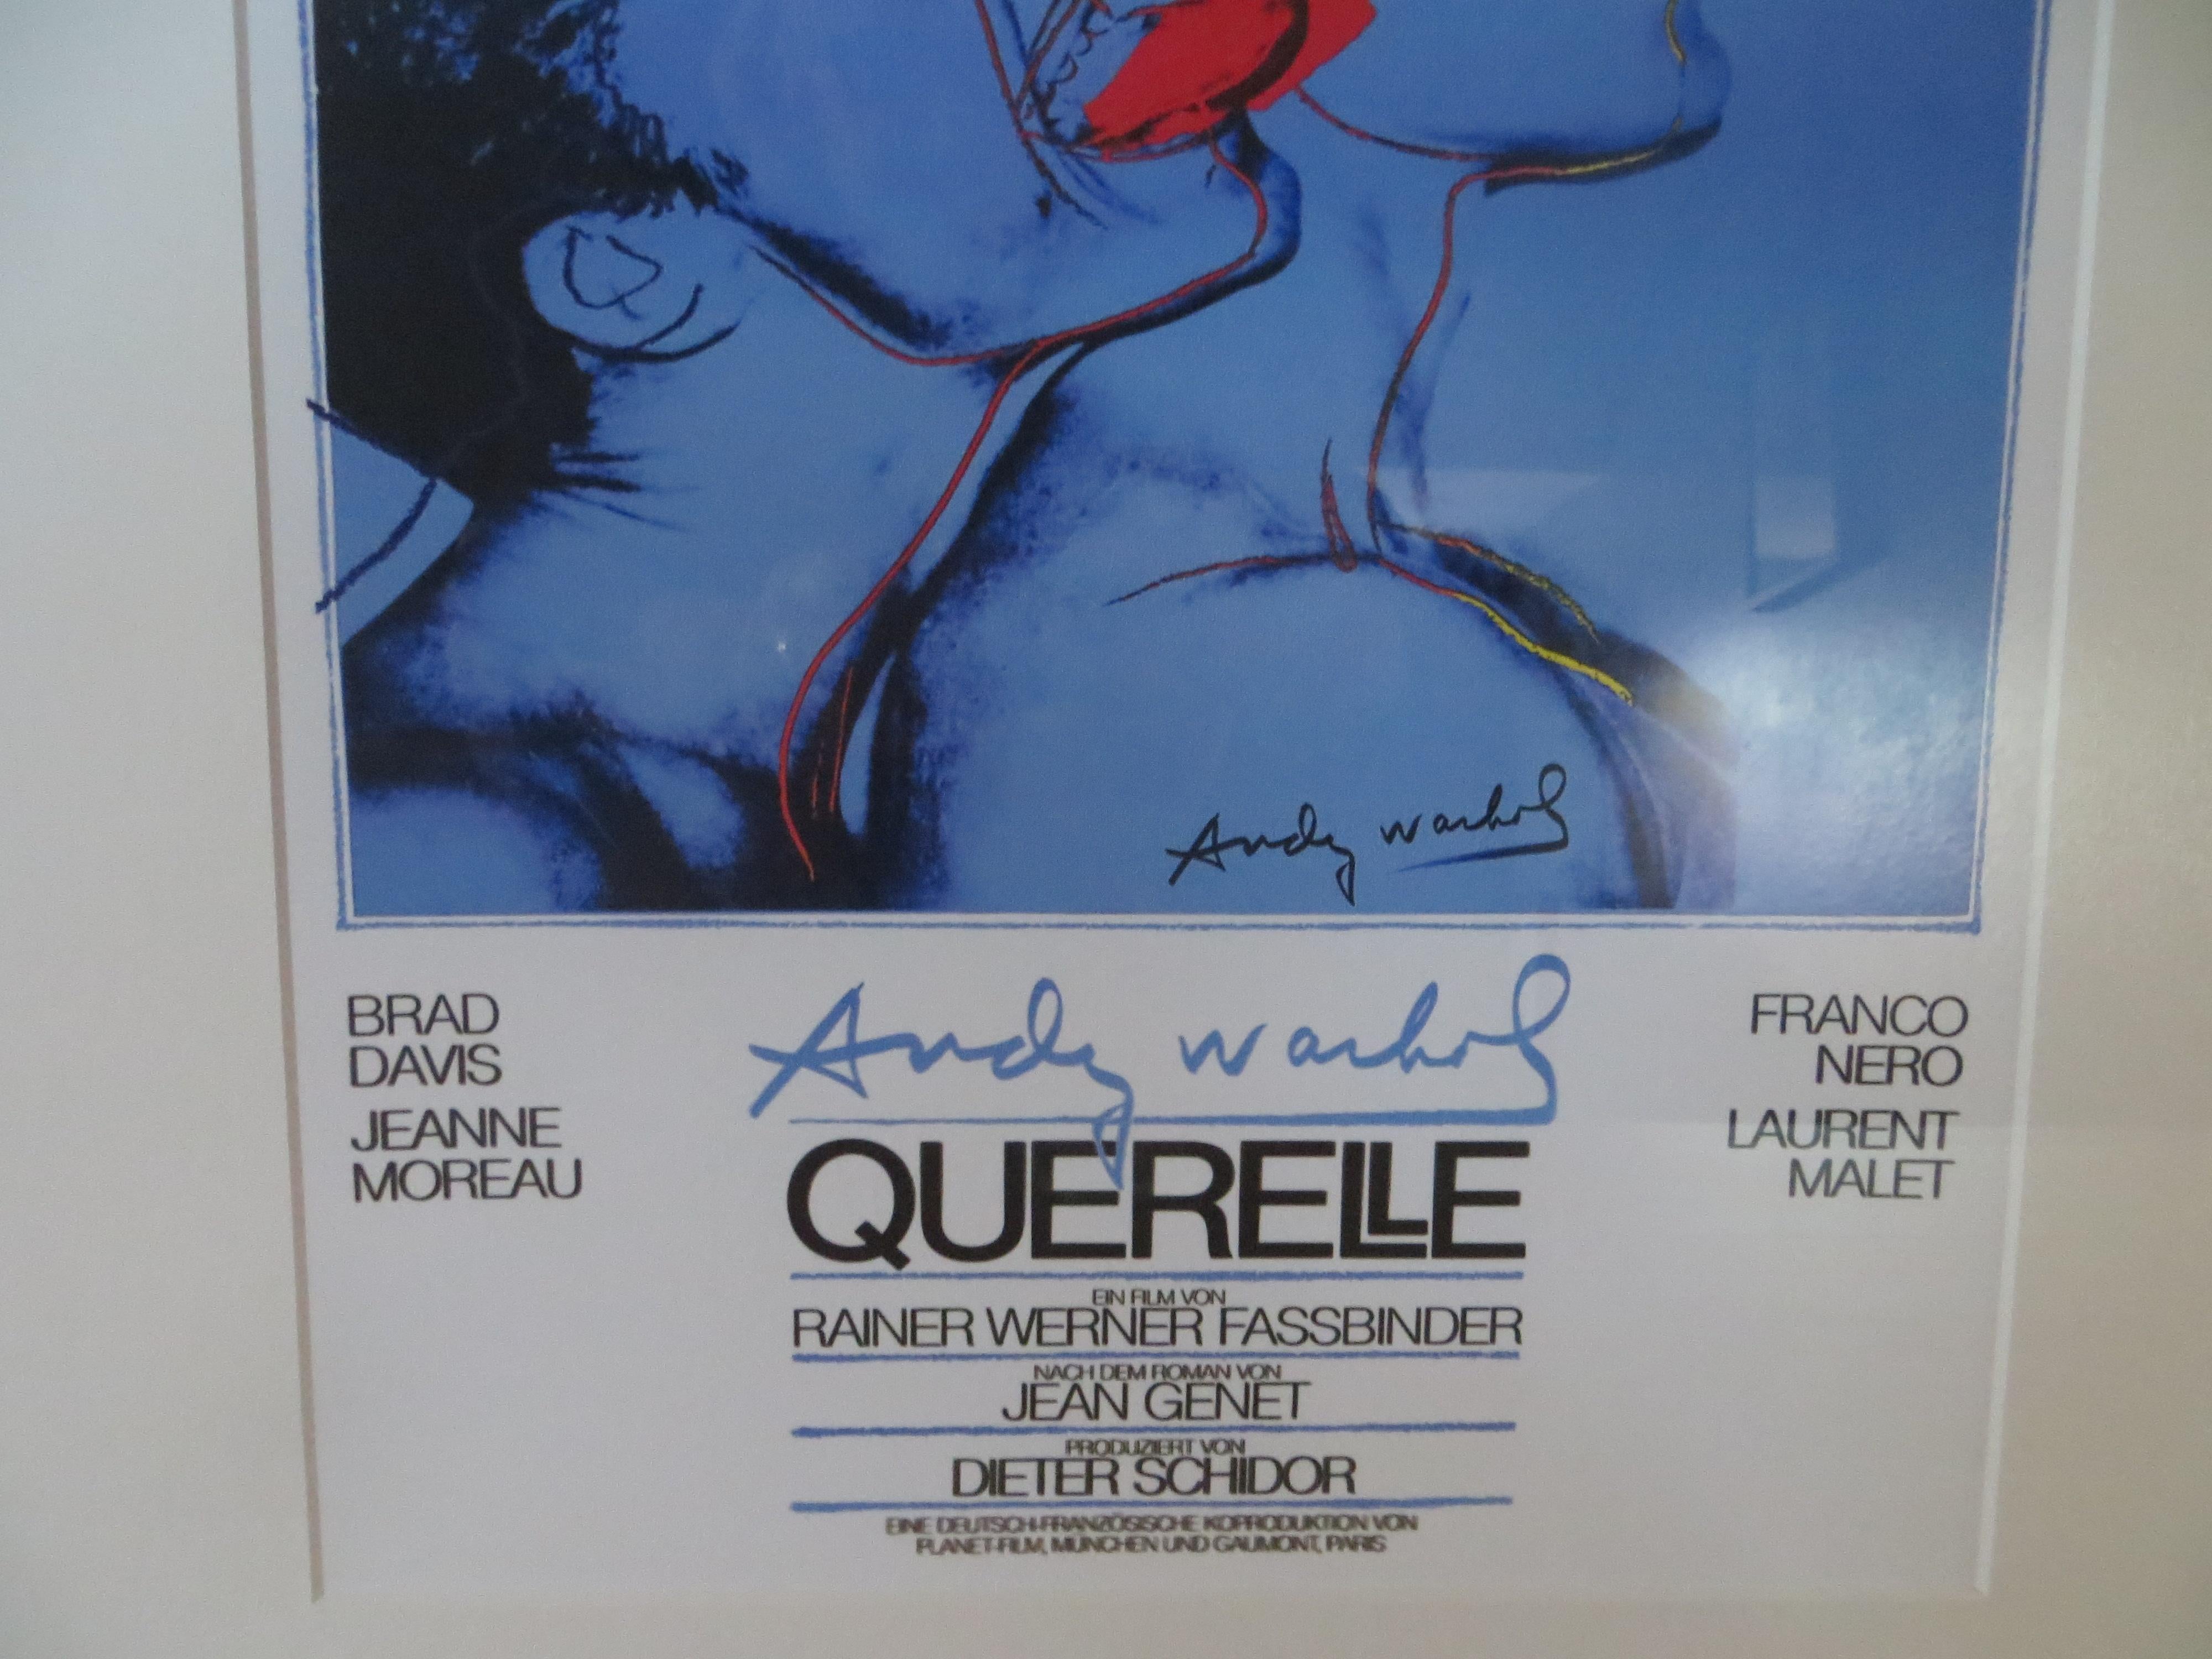 Andy Warhol
BRAD
DAVIS
JEANNE
MOREAU
Andy Warhol
FRANCO
NERO
LAURENT
MALET
QUERELLE
EIN FILM VON
RAINER WERNER FASSBINDER
NACH DEM ROMAN VON
JEAN GENET
PRODUZIERT VON
DIETER SCHIDOR
EINE DEUTSCH-FRANZÖSISCHE KOPRODUKTION VON
PLANET-FILM, MÜNCHEN UND GAUMONT, PARIS